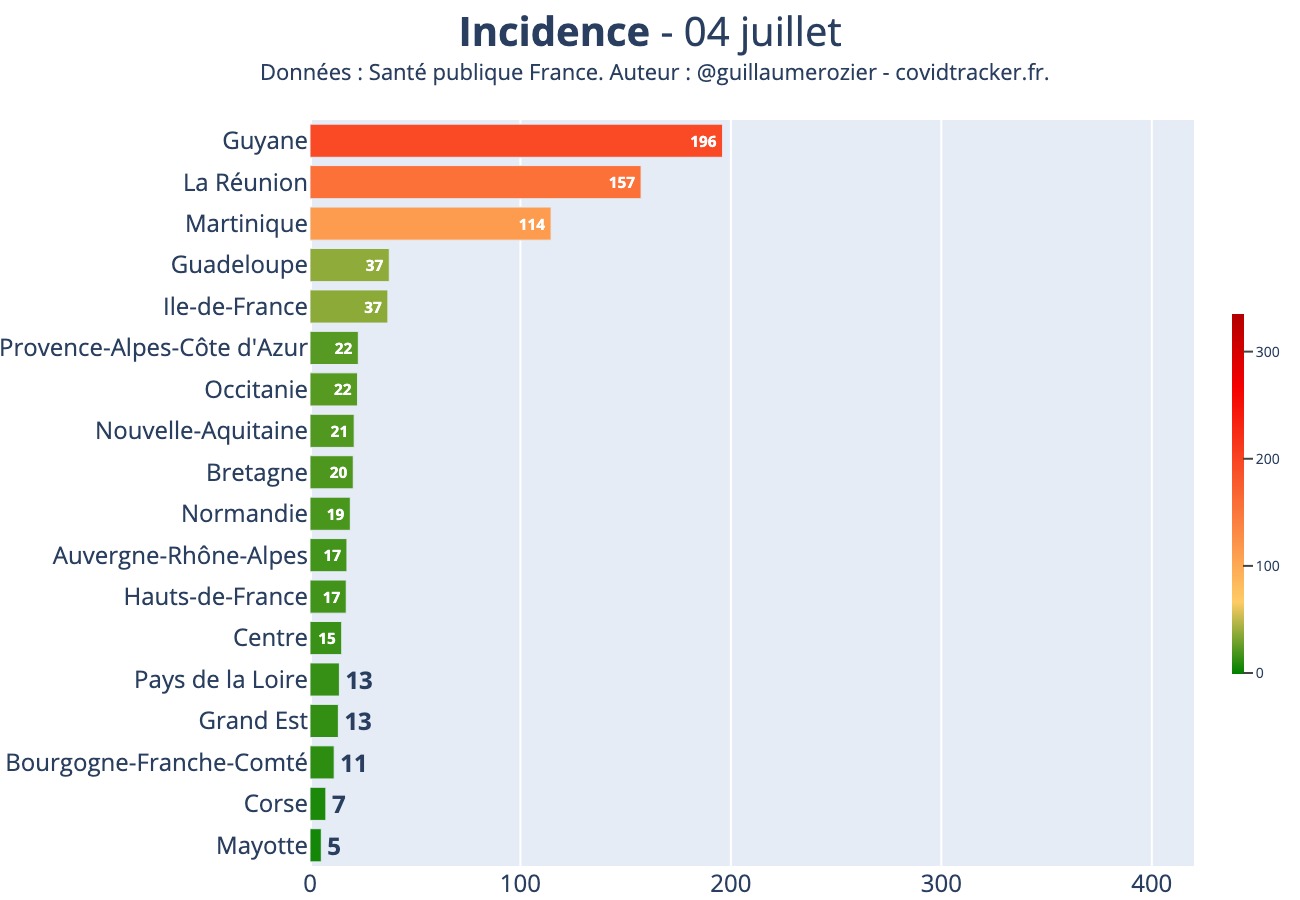 Incidence - 04 juillet
Données : Santé publique France. Auteur : @guillaumerozier - covidtracker.fr.
Guyane 196
La Réunion 157
Martinique 114
Guadeloupe 37
Ile-de-France 37
Provence-Alpes-Côte d'Azur 22
Occitanie 22
Nouvelle-Aquitaine 21
Bretagne 20
Normandie 19
Auvergne-Rhône-Alpes 17
Hauts-de-France 17
Centre 15
Pays de la Loire 13
Grand Est 13
Bourgogne-Franche-Comté 11
Corse 7
Mayotte 5
0 100 200 300 400
300
200
100
0